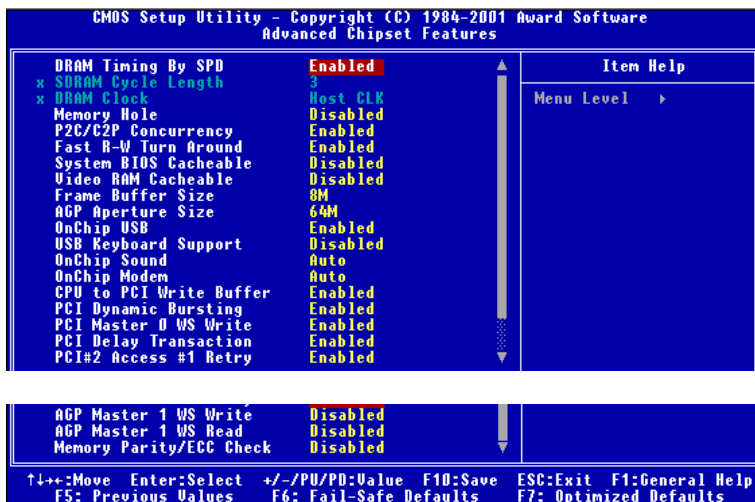 CMOS Setup Utility – Copyright (C) 1984-2001 Award Software
Advanced Chipset Features
DRAM Timing By SPD Enabled Item Help
x SDRAM Cycle Length 3
x DRAM Clock Host CLK Menu Level ▸
Memory Hole Disabled
P2C/C2P Concurrency Enabled
Fast R-W Turn Around Enabled
System BIOS Cacheable Disabled
Video RAM Cacheable Disabled
Frame Buffer Size 8M
AGP Aperture Size 64M
OnChip USB Enabled
USB Keyboard Support Disabled
OnChip Sound Auto
OnChip Modem Auto
CPU to PCI Write Buffer Enabled
PCI Dynamic Bursting Enabled
PCI Master 0 WS Write Enabled
PCI Delay Transaction Enabled
PCI#2 Access #1 Retry Enabled
AGP Master 1 WS Write Disabled
AGP Master 1 WS Read Disabled
Memory Parity/ECC Check Disabled
↑↓→←:Move Enter:Select +/-/PU/PD:Value F10:Save ESC:Exit F1:General Help
F5: Previous Values F6: Fail-Safe Defaults F7: Optimized Defaults